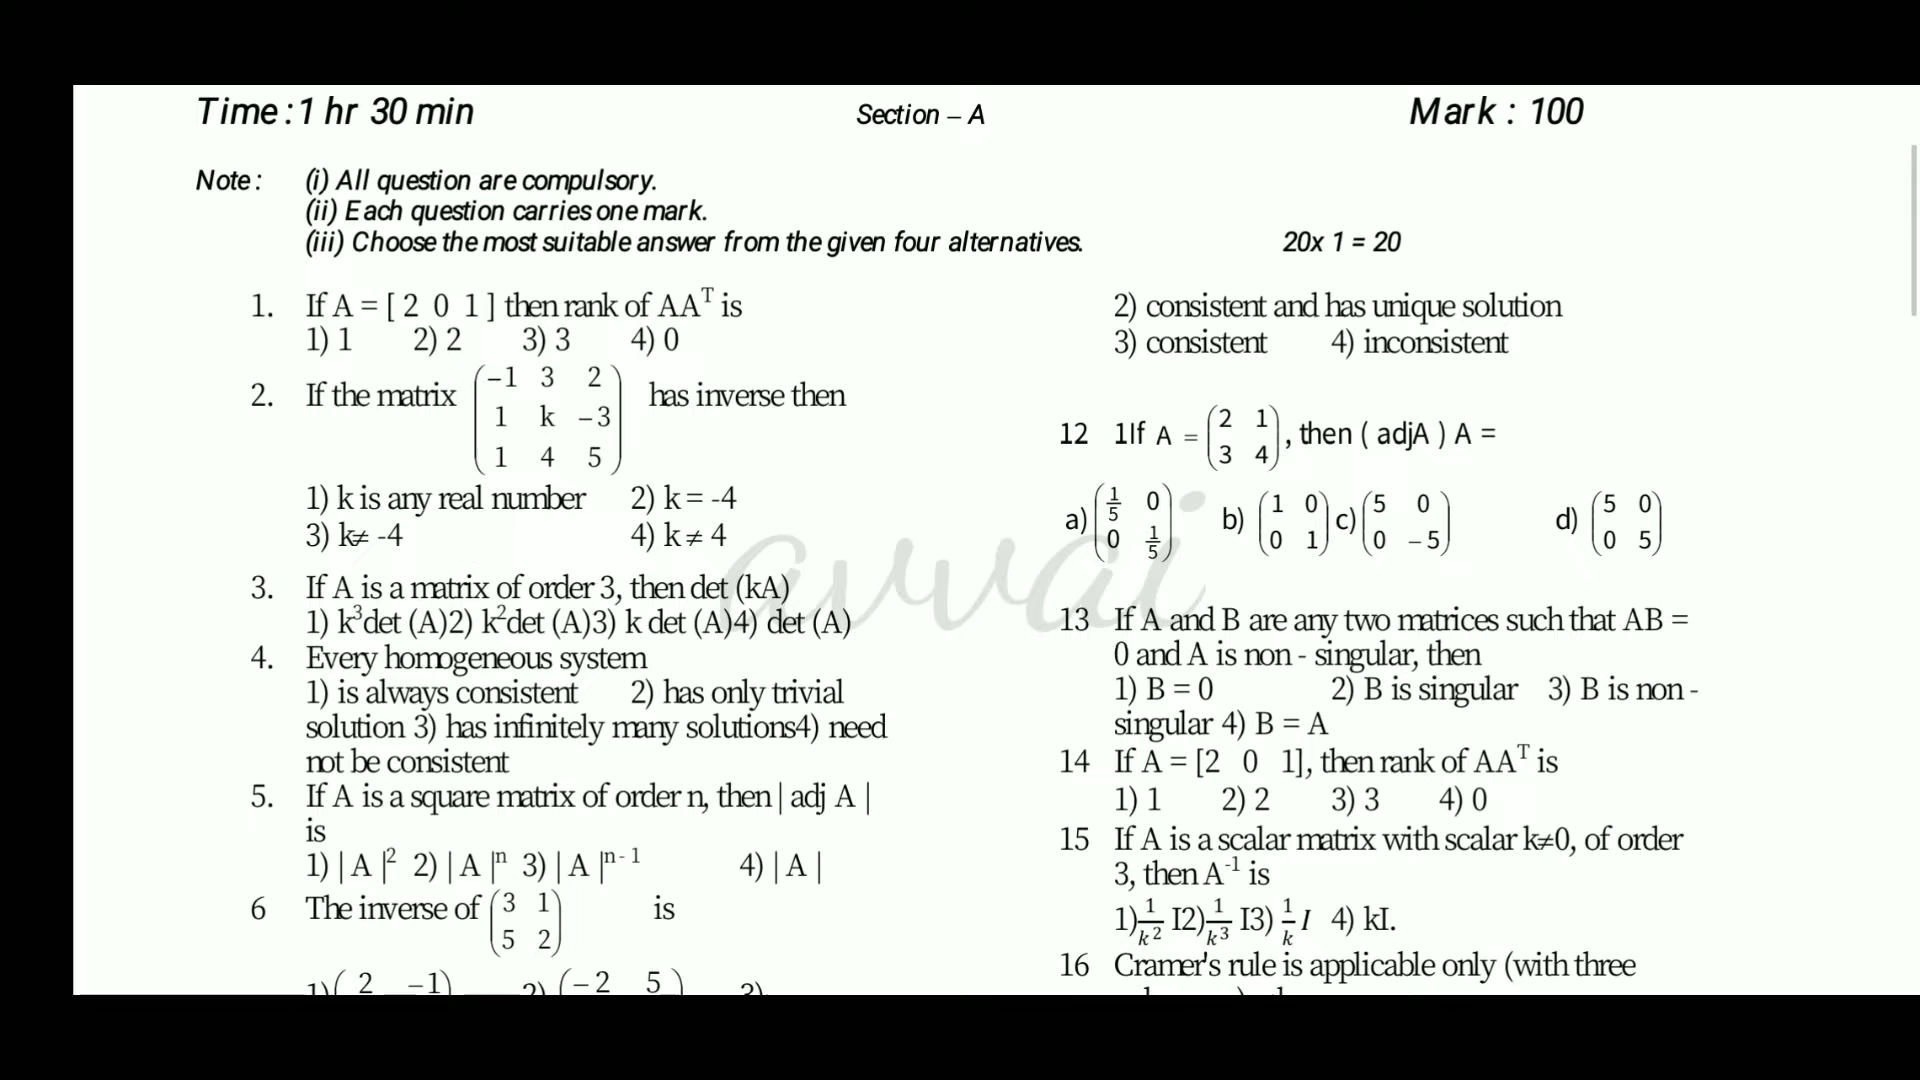 Time : 1 hr 30 min Section – A Mark : 100
Note : (i) All question are compulsory.
(ii) Each question carries one mark.
(iii) Choose the most suitable answer from the given four alternatives. 20x 1 = 20
1. If A = [ 2 0 1 ] then rank of AAᵀ is
1) 1 2) 2 3) 3 4) 0
2. If the matrix (−1 3 2
1 k −3
1 4 5) has inverse then
1) k is any real number 2) k = -4
3) k≠ -4 4) k ≠ 4
3. If A is a matrix of order 3, then det (kA)
1) k³det (A)2) k²det (A)3) k det (A)4) det (A)
4. Every homogeneous system
1) is always consistent 2) has only trivial
solution 3) has infinitely many solutions4) need
not be consistent
5. If A is a square matrix of order n, then | adj A |
is
1) | A |² 2) | A |ⁿ 3) | A |ⁿ⁻¹ 4) | A |
6 The inverse of (3 1
5 2) is
1)( 2 −1) 2) (−2 5) 3)
2) consistent and has unique solution
3) consistent 4) inconsistent
12 1If A = (2 1
3 4) , then ( adjA ) A =
a) (1/5 0
0 1/5) b) (1 0
0 1) c) (5 0
0 −5) d) (5 0
0 5)
13 If A and B are any two matrices such that AB =
0 and A is non - singular, then
1) B = 0 2) B is singular 3) B is non -
singular 4) B = A
14 If A = [2 0 1], then rank of AAᵀ is
1) 1 2) 2 3) 3 4) 0
15 If A is a scalar matrix with scalar k≠0, of order
3, then A⁻¹ is
1) 1/k² I2) 1/k³ I3) 1/k I 4) kI.
16 Cramer's rule is applicable only (with three
avvai